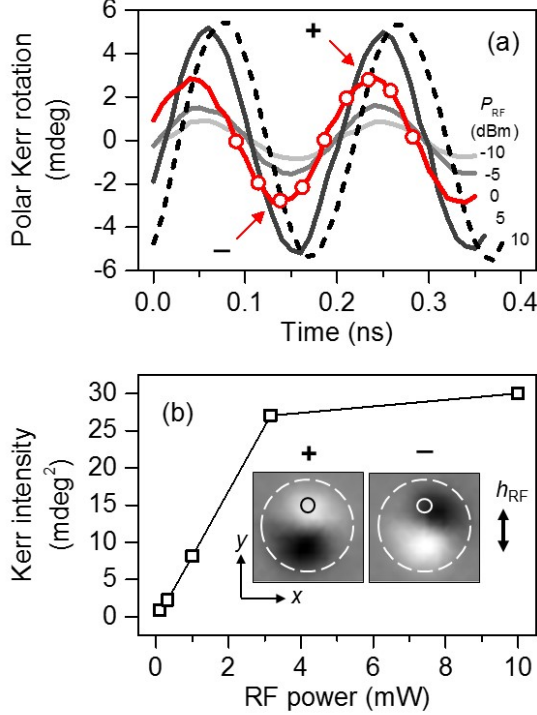 (a)
6
4
2
0
-2
-4
-6
Polar Kerr rotation
(mdeg)
+
−
P_RF
(dBm)
-10
-5
0
5
10
0.0
0.1
0.2
0.3
0.4
Time (ns)
(b)
30
25
20
15
10
5
0
Kerr intensity
(mdeg²)
+
−
h_RF
y
x
0
2
4
6
8
10
RF power (mW)